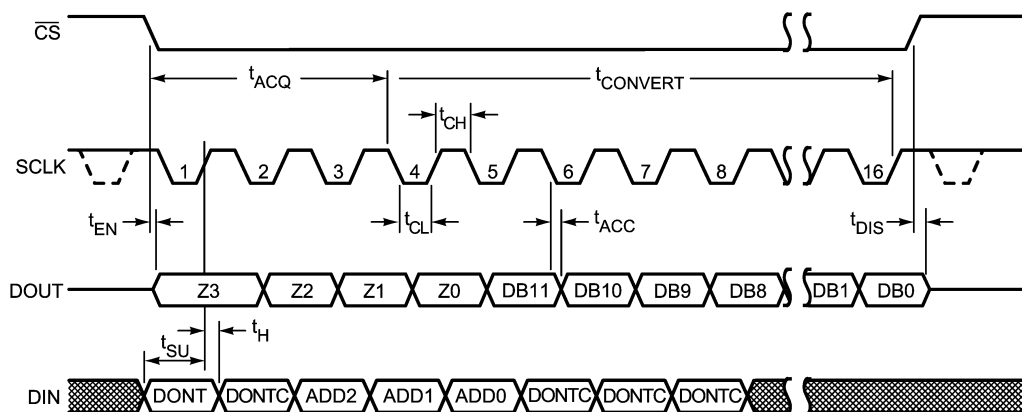 CS
tACQ
tCONVERT
tCH
SCLK
1 2 3 4 5 6 7 8 16
tEN
tCL
tACC
tDIS
DOUT
Z3 Z2 Z1 Z0 DB11 DB10 DB9 DB8 DB1 DB0
tSU
tH
DIN
DONT DONTC ADD2 ADD1 ADD0 DONTC DONTC DONTC